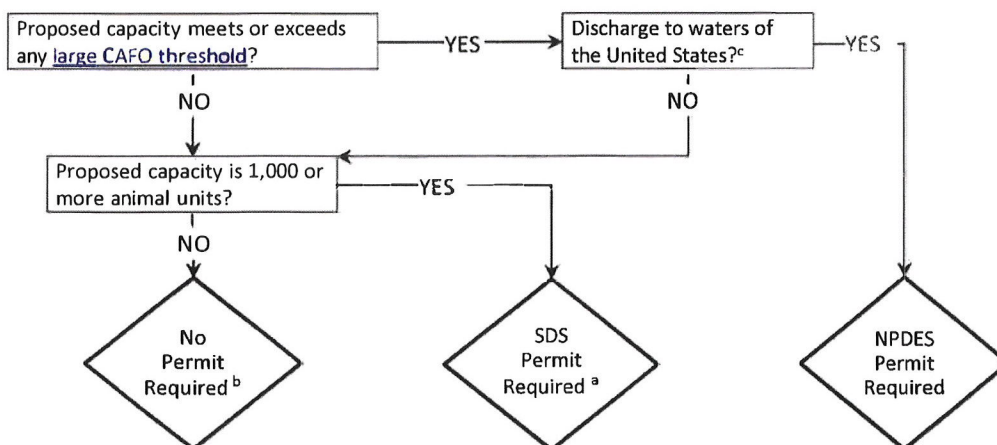 Proposed capacity meets or exceeds
any large CAFO threshold?
YES
Discharge to waters of
the United States?ᶜ
YES
NO
NO
Proposed capacity is 1,000 or
more animal units?
YES
NO
No
Permit
Required ᵇ
SDS
Permit
Required ᵃ
NPDES
Permit
Required